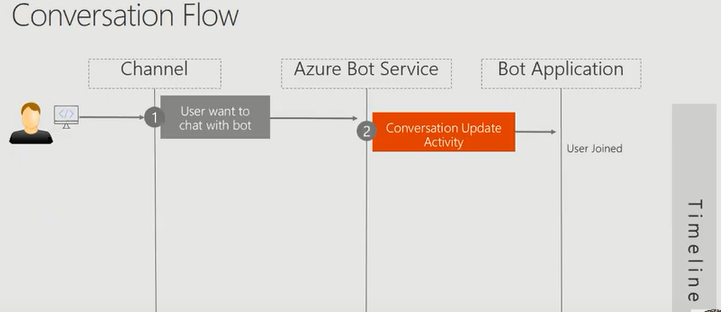 Conversation Flow
Channel
Azure Bot Service
Bot Application
</>
1
User want to
chat with bot
2
Conversation Update
Activity
User Joined
Timeline